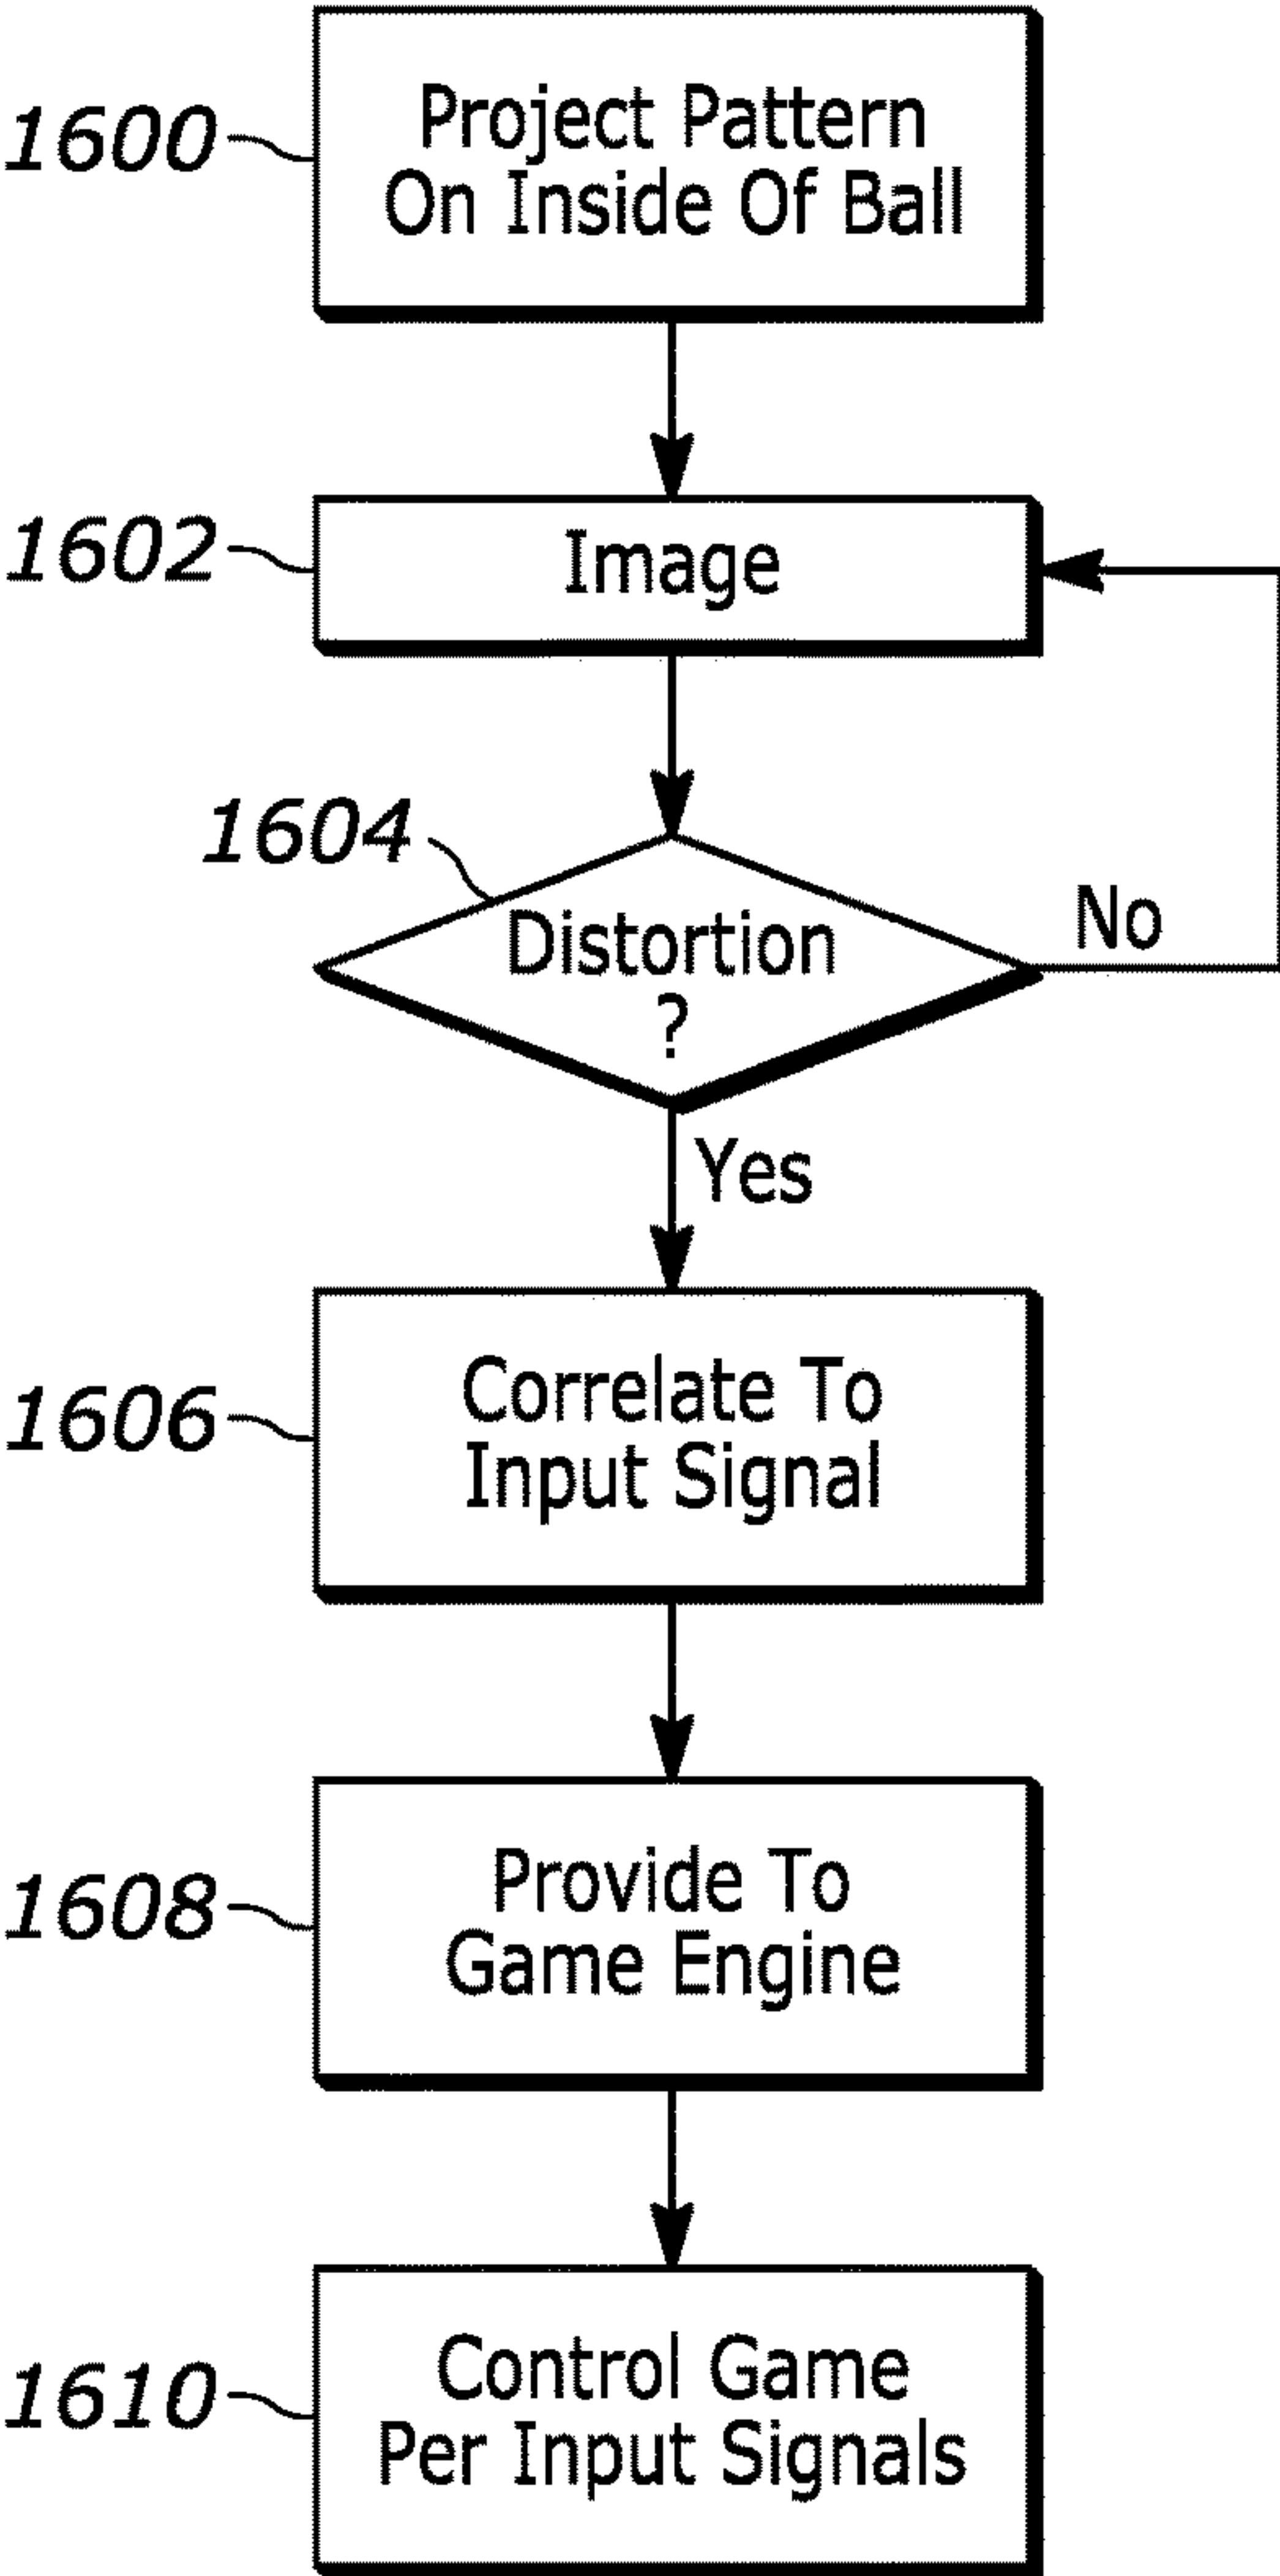 1600
Project Pattern
On Inside Of Ball
1602
Image
1604
Distortion
?
No
Yes
1606
Correlate To
Input Signal
1608
Provide To
Game Engine
1610
Control Game
Per Input Signals